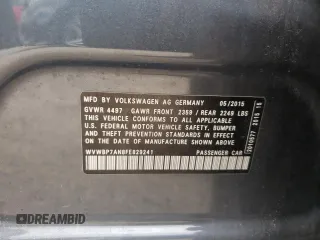 MFD. BY VOLKSWAGEN AG GERMANY 05/2015
GVWR 4497 GAWR FRONT 2359 / REAR 2249 LBS
THIS VEHICLE CONFORMS TO ALL APPLICABLE
U.S. FEDERAL MOTOR VEHICLE SAFETY, BUMPER
AND THEFT PREVENTION STANDARDS IN EFFECT ON
THE DATE OF MANUFACTURE SHOWN ABOVE.
WVWBP7AN8FE829241 PASSENGER CAR
© IAMBIDDING